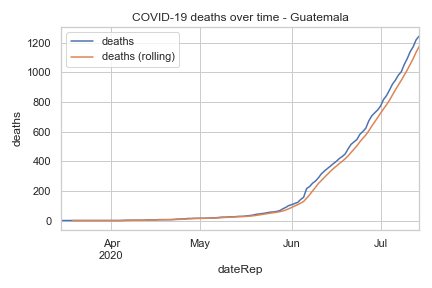 COVID-19 deaths over time - Guatemala
deaths
deaths (rolling)
1200
1000
800
600
400
200
0
deaths
Apr
2020
May
Jun
Jul
dateRep